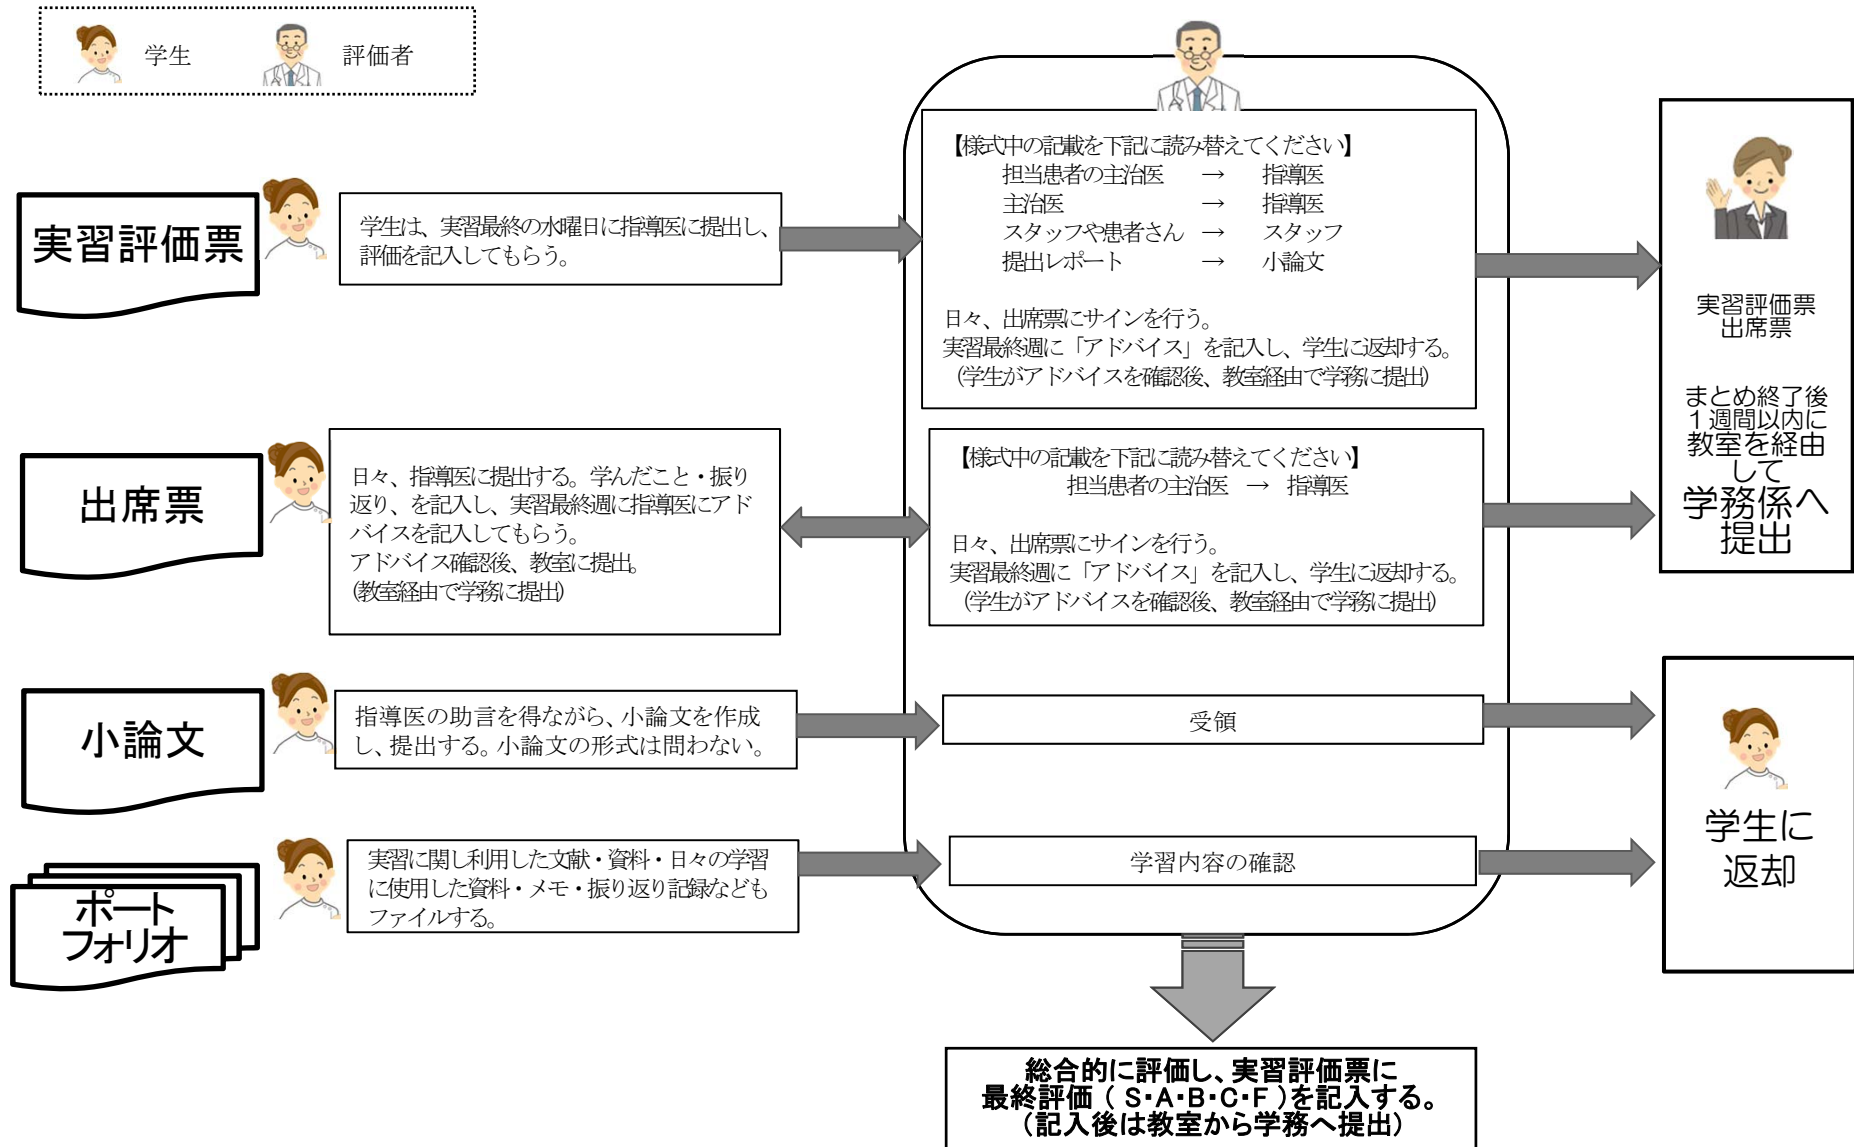 学生
評価者
実習評価票
学生は、実習最終の水曜日に指導医に提出し、
評価を記入してもらう。
【様式中の記載を下記に読み替えてください】
担当患者の主治医 → 指導医
主治医 → 指導医
スタッフや患者さん → スタッフ
提出レポート → 小論文
日々、出席票にサインを行う。
実習最終週に「アドバイス」を記入し、学生に返却する。
(学生がアドバイスを確認後、教室経由で学務に提出)
実習評価票
出席票
まとめ終了後
1週間以内に
教室を経由
して
学務係へ
提出
出席票
日々、指導医に提出する。学んだこと・振り
返り、を記入し、実習最終週に指導医にアド
バイスを記入してもらう。
アドバイス確認後、教室に提出。
(教室経由で学務に提出)
【様式中の記載を下記に読み替えてください】
担当患者の主治医 → 指導医
日々、出席票にサインを行う。
実習最終週に「アドバイス」を記入し、学生に返却する。
(学生がアドバイスを確認後、教室経由で学務に提出)
小論文
指導医の助言を得ながら、小論文を作成
し、提出する。小論文の形式は問わない。
受領
学生に
返却
ポート
フォリオ
実習に関し利用した文献・資料・日々の学習
に使用した資料・メモ・振り返り記録なども
ファイルする。
学習内容の確認
総合的に評価し、実習評価票に
最終評価（S・A・B・C・F）を記入する。
（記入後は教室から学務へ提出）